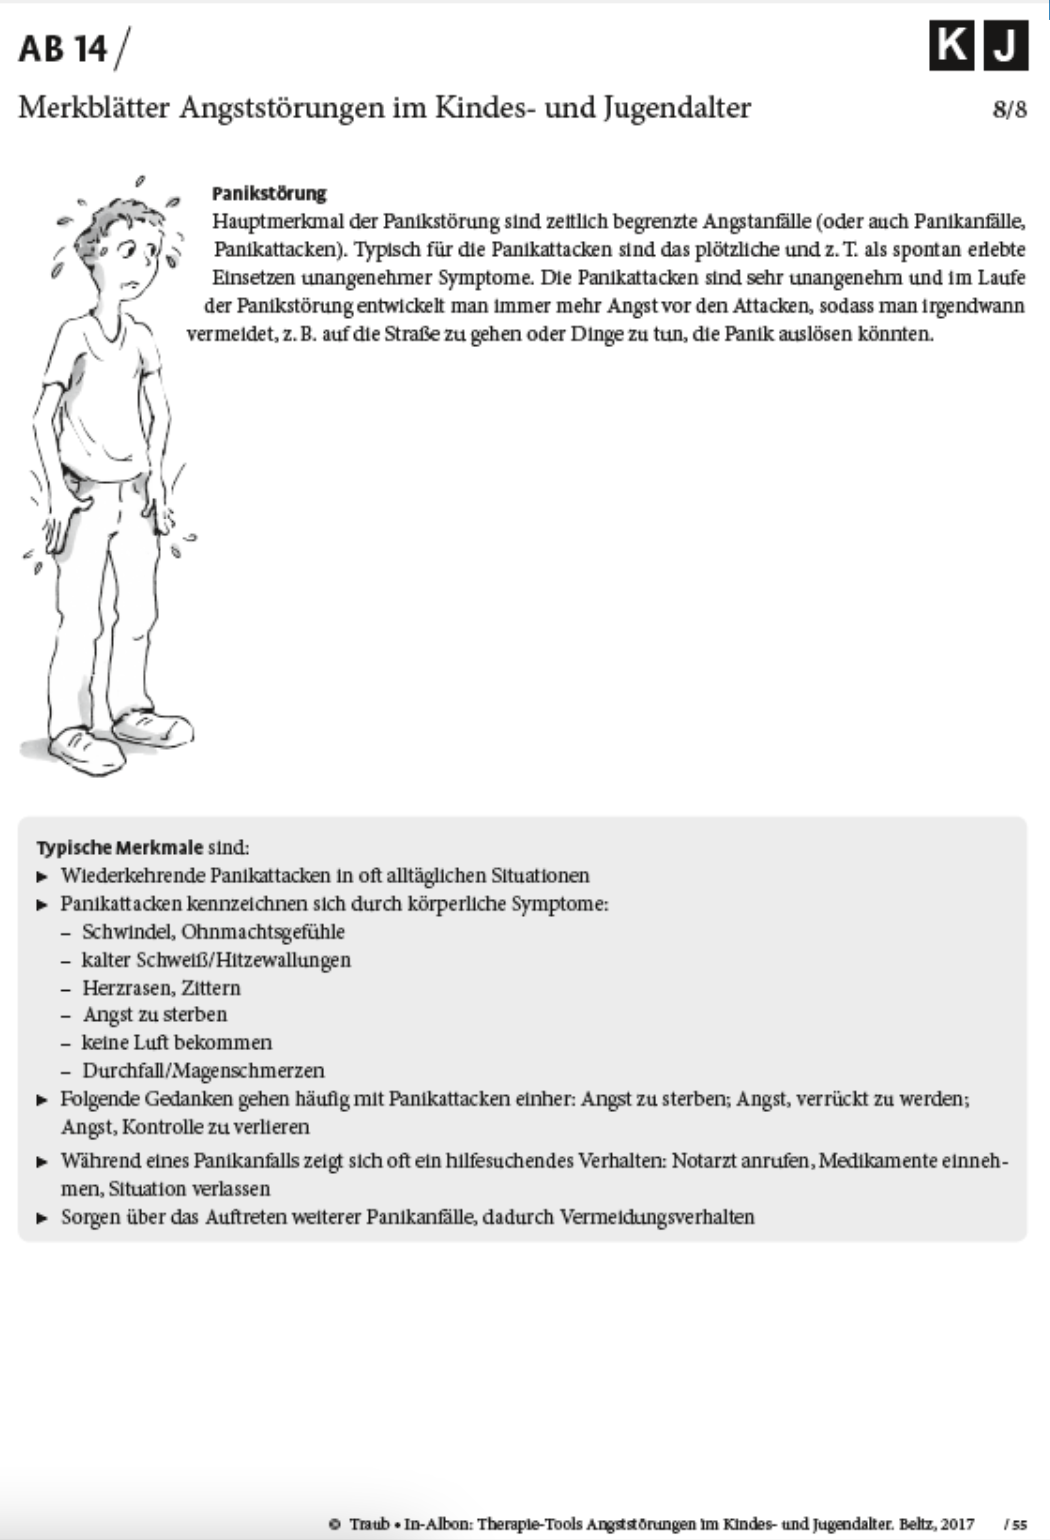 AB 14/
K J
Merkblätter Angststörungen im Kindes- und Jugendalter 8/8
Panikstörung
Hauptmerkmal der Panikstörung sind zeitlich begrenzte Angstanfälle (oder auch Panikanfälle,
Panikattacken). Typisch für die Panikattacken sind das plötzliche und z. T. als spontan erlebte
Einsetzen unangenehmer Symptome. Die Panikattacken sind sehr unangenehm und im Laufe
der Panikstörung entwickelt man immer mehr Angst vor den Attacken, sodass man irgendwann
vermeidet, z. B. auf die Straße zu gehen oder Dinge zu tun, die Panik auslösen könnten.
Typische Merkmale sind:
► Wiederkehrende Panikattacken in oft alltäglichen Situationen
► Panikattacken kennzeichnen sich durch körperliche Symptome:
– Schwindel, Ohnmachtsgefühle
– kalter Schweiß/Hitzewallungen
– Herzrasen, Zittern
– Angst zu sterben
– keine Luft bekommen
– Durchfall/Magenschmerzen
► Folgende Gedanken gehen häufig mit Panikattacken einher: Angst zu sterben; Angst, verrückt zu werden;
Angst, Kontrolle zu verlieren
► Während eines Panikanfalls zeigt sich oft ein hilfesuchendes Verhalten: Notarzt anrufen, Medikamente einneh-
men, Situation verlassen
► Sorgen über das Auftreten weiterer Panikanfälle, dadurch Vermeidungsverhalten
© Traub • In-Albon: Therapie-Tools Angststörungen im Kindes- und Jugendalter. Beltz, 2017 / 55